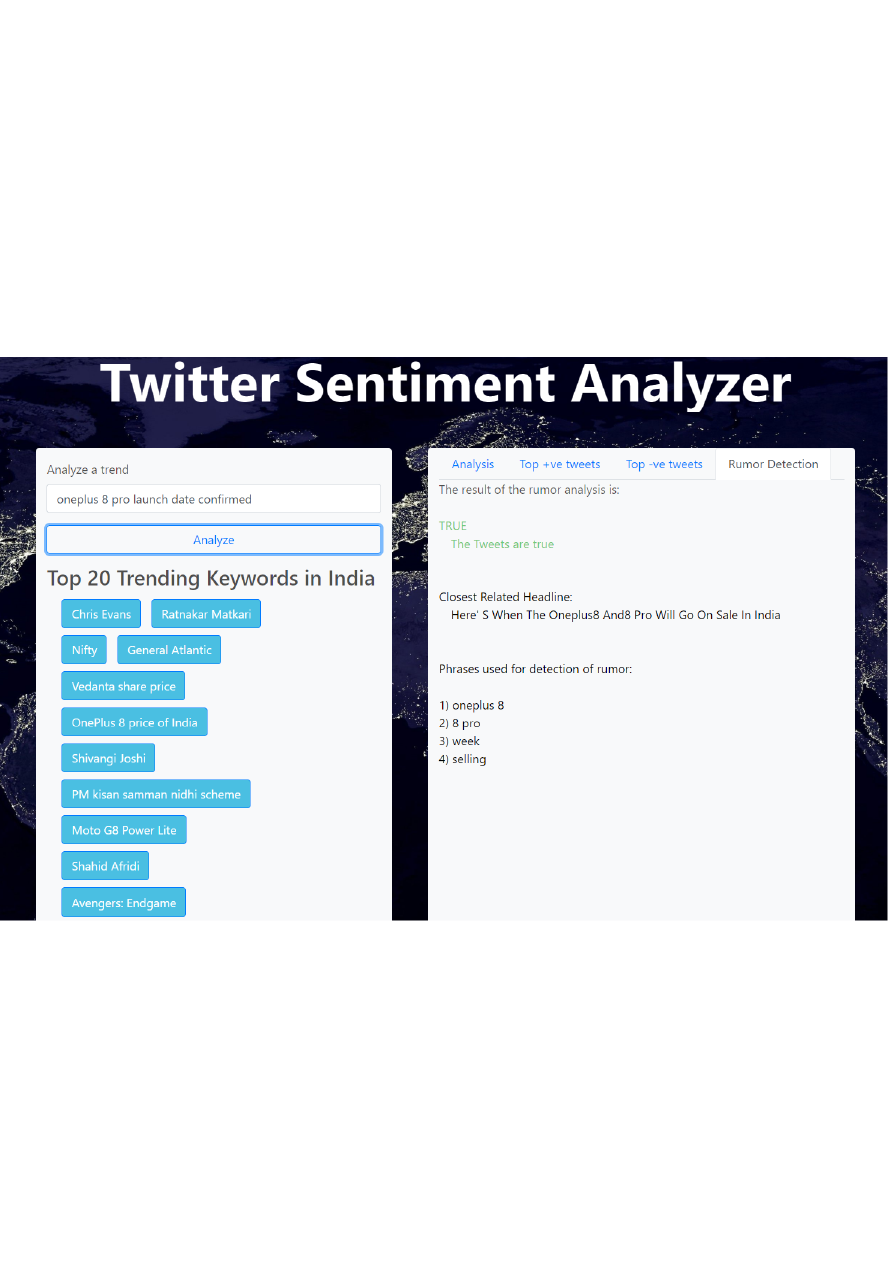 Twitter Sentiment Analyzer
Analyze a trend
oneplus 8 pro launch date confirmed
Analyze
Top 20 Trending Keywords in India
Chris Evans Ratnakar Matkari
Nifty General Atlantic
Vedanta share price
OnePlus 8 price of India
Shivangi Joshi
PM kisan samman nidhi scheme
Moto G8 Power Lite
Shahid Afridi
Avengers: Endgame
Analysis Top +ve tweets Top -ve tweets Rumor Detection
The result of the rumor analysis is:
TRUE
The Tweets are true
Closest Related Headline:
Here' S When The Oneplus8 And8 Pro Will Go On Sale In India
Phrases used for detection of rumor:
1) oneplus 8
2) 8 pro
3) week
4) selling